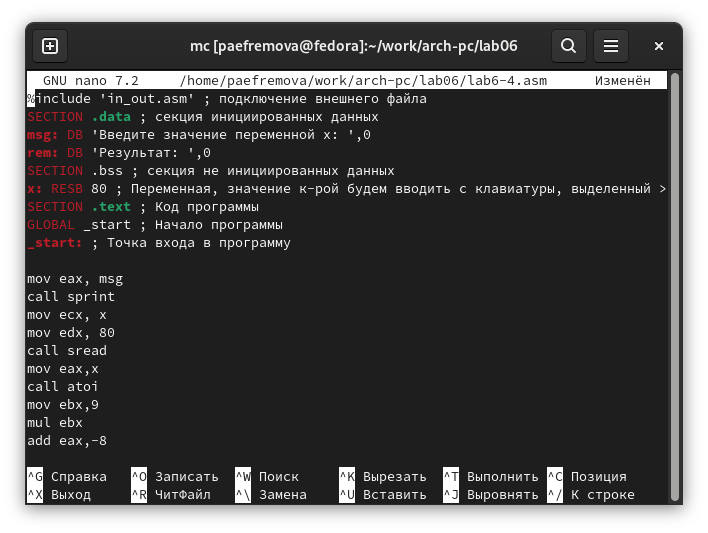 mc [paefremova@fedora]:~/work/arch-pc/lab06
GNU nano 7.2 /home/paefremova/work/arch-pc/lab06/lab6-4.asm Изменён
%include 'in_out.asm' ; подключение внешнего файла
SECTION .data ; секция инициированных данных
msg: DB 'Введите значение переменной х: ',0
rem: DB 'Результат: ',0
SECTION .bss ; секция не инициированных данных
x: RESB 80 ; Переменная, значение к-рой будем вводить с клавиатуры, выделенный >
SECTION .text ; Код программы
GLOBAL _start ; Начало программы
_start: ; Точка входа в программу
mov eax, msg
call sprint
mov ecx, x
mov edx, 80
call sread
mov eax,x
call atoi
mov ebx,9
mul ebx
add eax,-8
^G Справка ^O Записать ^W Поиск ^K Вырезать ^T Выполнить ^C Позиция
^X Выход ^R ЧитФайл ^\ Замена ^U Вставить ^J Выровнять ^/ К строке